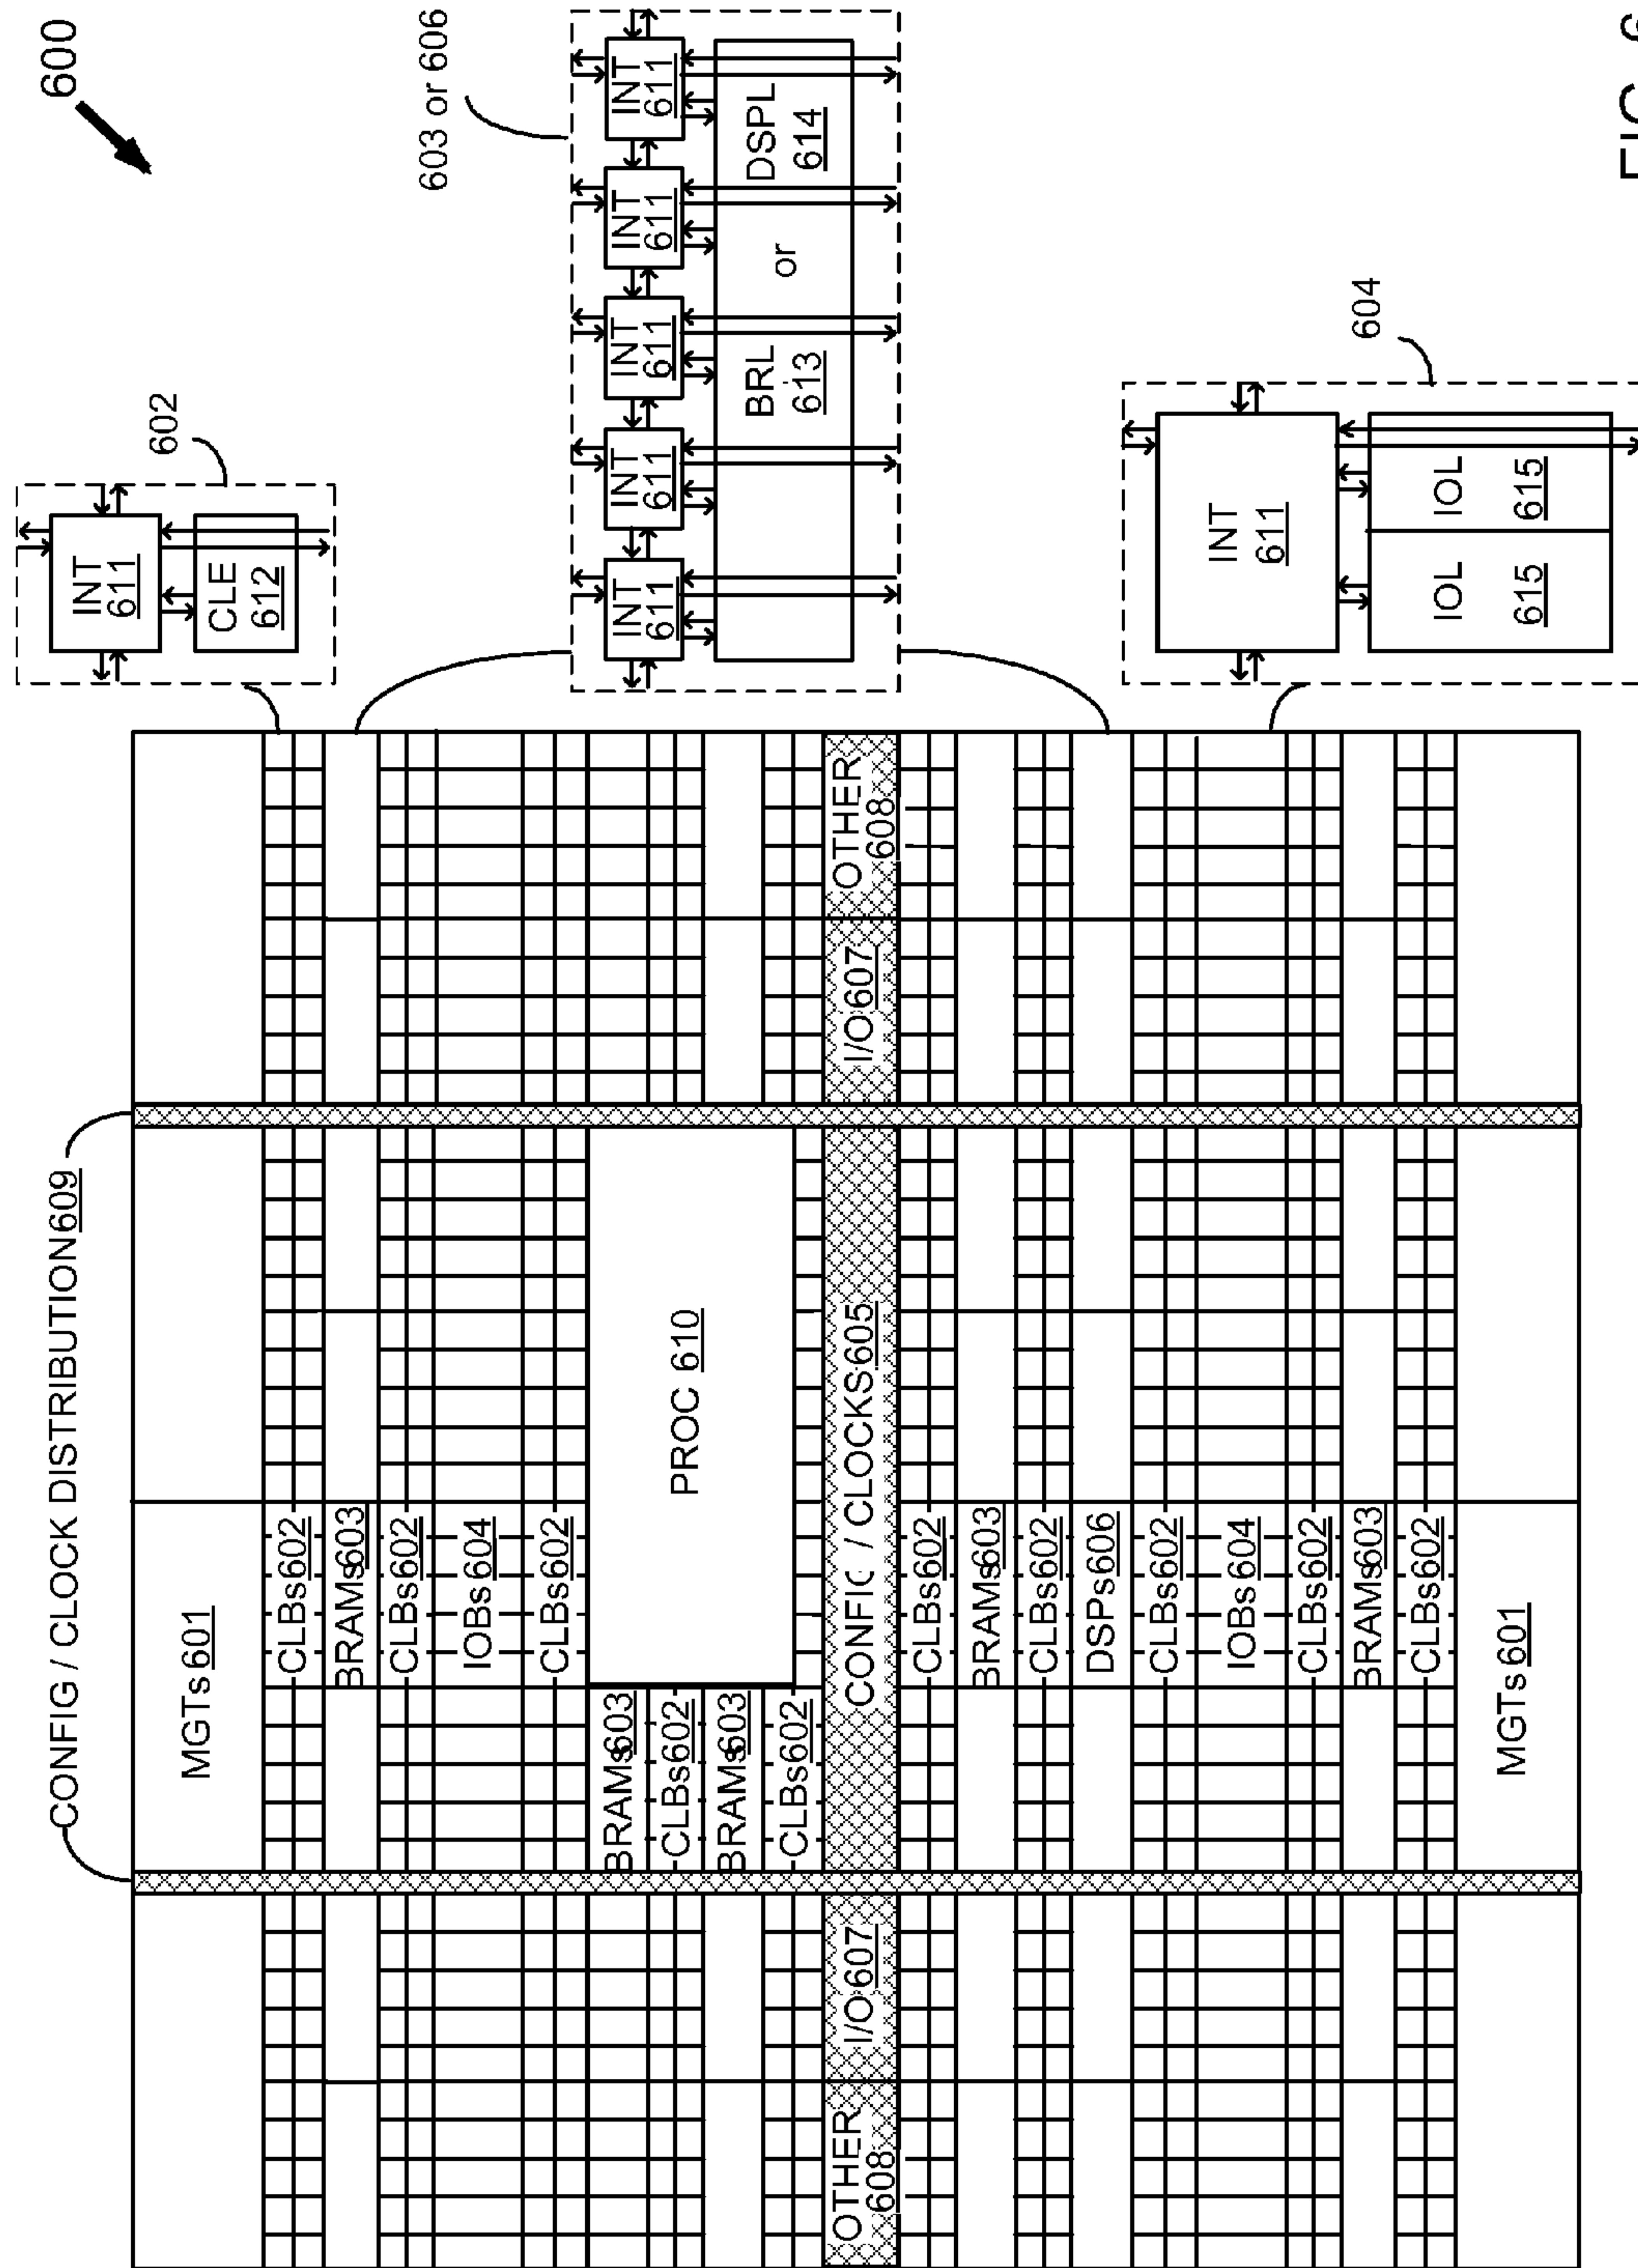 600
CONFIG / CLOCK DISTRIBUTION 609
MGTs 601
CLBs 602
BRAMs 603
CLBs 602
IOBs 604
CLBs 602
BRAMs 603
CLBs 602
BRAMs 603
CLBs 602
PROC 610
OTHER
608
I/O 607
CONFIG / CLOCKS 605
I/O 607
OTHER
608
CLBs 602
BRAMs 603
CLBs 602
DSPs 606
CLBs 602
IOBs 604
CLBs 602
BRAMs 603
CLBs 602
MGTs 601
602
INT
611
CLE
612
603 or 606
INT
611
INT
611
INT
611
INT
611
INT
611
BRL
613
or
DSPL
614
604
INT
611
IOL
615
IOL
615